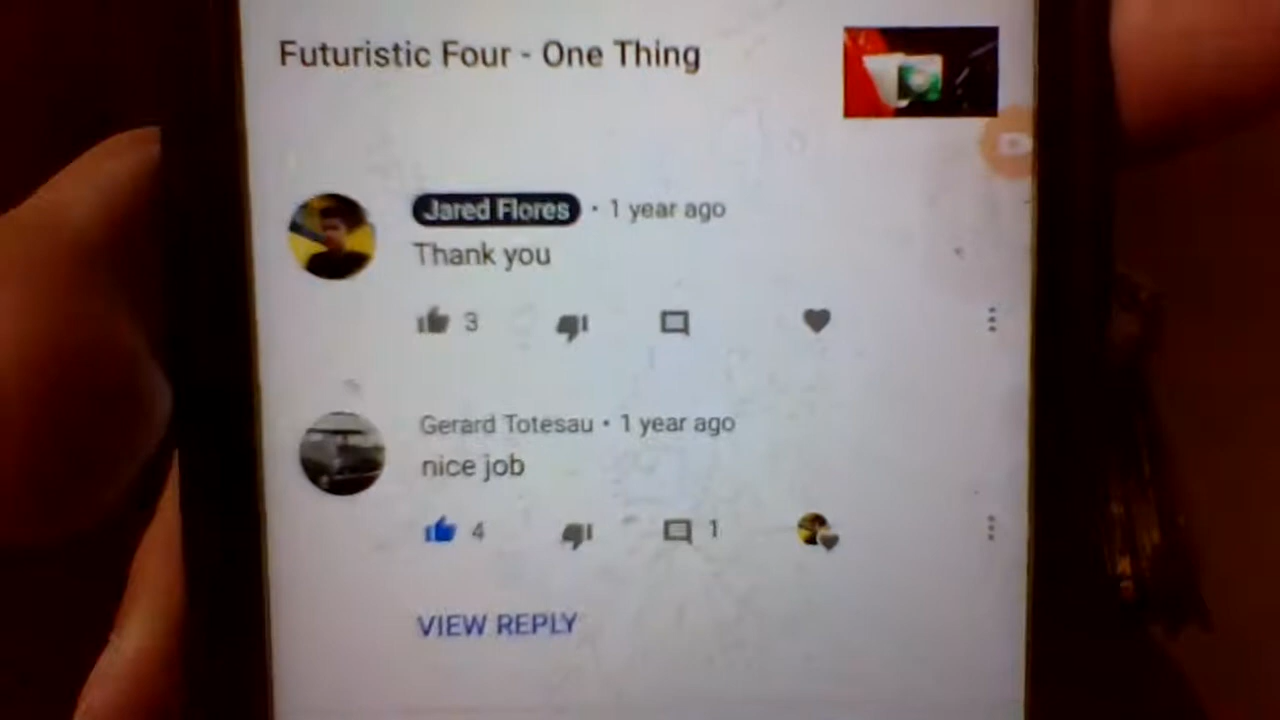 Futuristic Four - One Thing
Jared Flores • 1 year ago
Thank you
3
Gerard Totesau • 1 year ago
nice job
4
1
VIEW REPLY